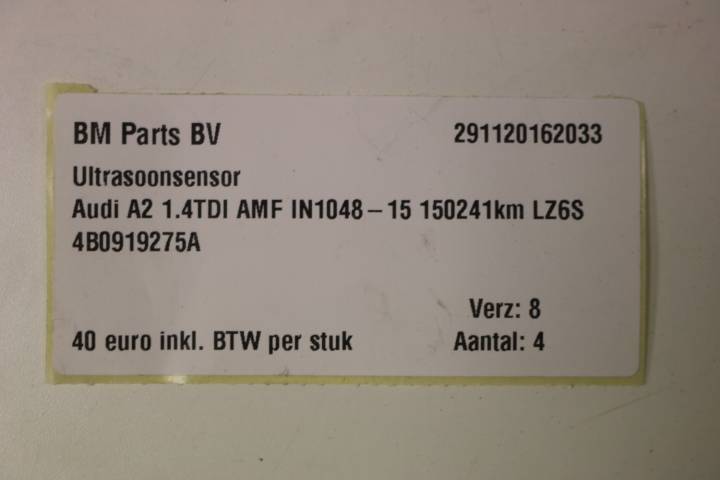 BM Parts BV 291120162033
Ultrasoonsensor
Audi A2 1.4TDI AMF IN1048-15 150241km LZ6S
4B0919275A
Verz: 8
40 euro inkl. BTW per stuk Aantal: 4